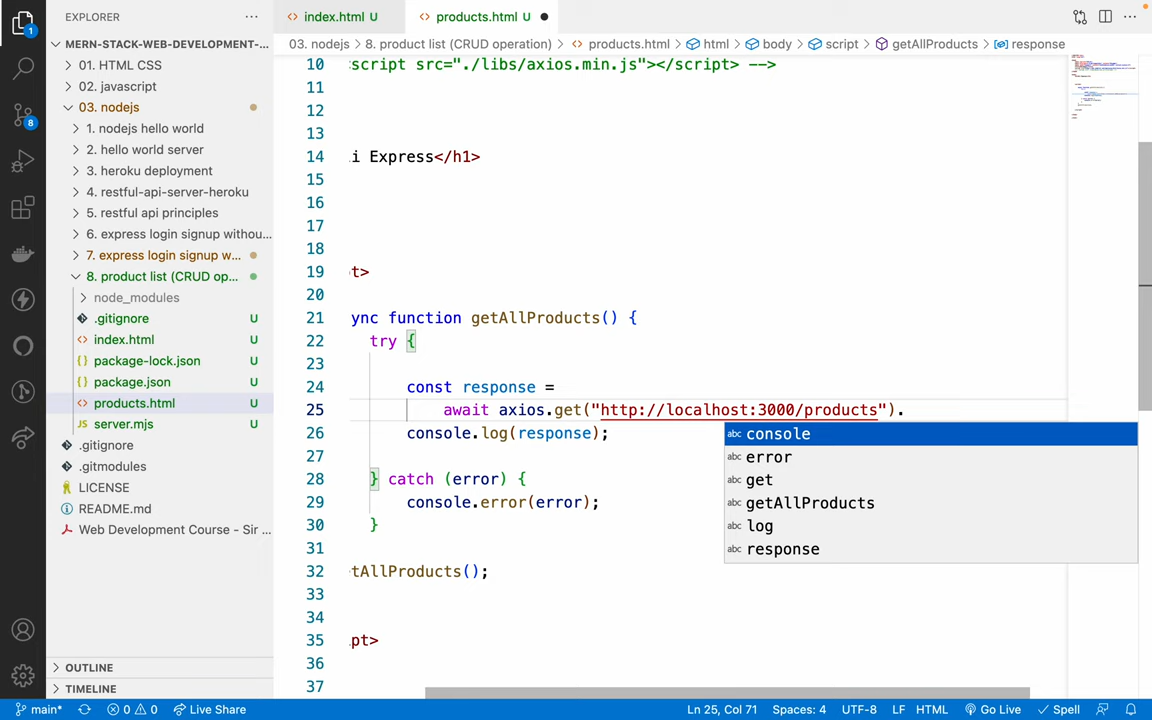 EXPLORER
MERN-STACK-WEB-DEVELOPMENT-...
01. HTML CSS
02. javascript
03. nodejs
1. nodejs hello world
2. hello world server
3. heroku deployment
4. restful-api-server-heroku
5. restful api principles
6. express login signup withou...
7. express login signup w...
8. product list (CRUD op...
node_modules
.gitignore U
index.html U
package-lock.json U
package.json U
products.html U
JS server.mjs U
.gitignore
.gitmodules
LICENSE
README.md
Web Development Course - Sir ...
OUTLINE
TIMELINE
1
8
index.html U
products.html U
03. nodejs > 8. product list (CRUD operation) > products.html > html > body > script > getAllProducts > response
10 script src="./libs/axios.min.js"></script> -->
11
12
13
14 i Express</h1>
15
16
17
18
19 t>
20
21 ync function getAllProducts() {
22 try {
23
24 const response =
25 await axios.get("http://localhost:3000/products").
26 console.log(response);
27
28 } catch (error) {
29 console.error(error);
30 }
31
32 tAllProducts();
33
34
35 pt>
36
37
abc console
abc error
abc get
abc getAllProducts
abc log
abc response
main* 0 0 Live Share Ln 25, Col 71 Spaces: 4 UTF-8 LF HTML Go Live Spell